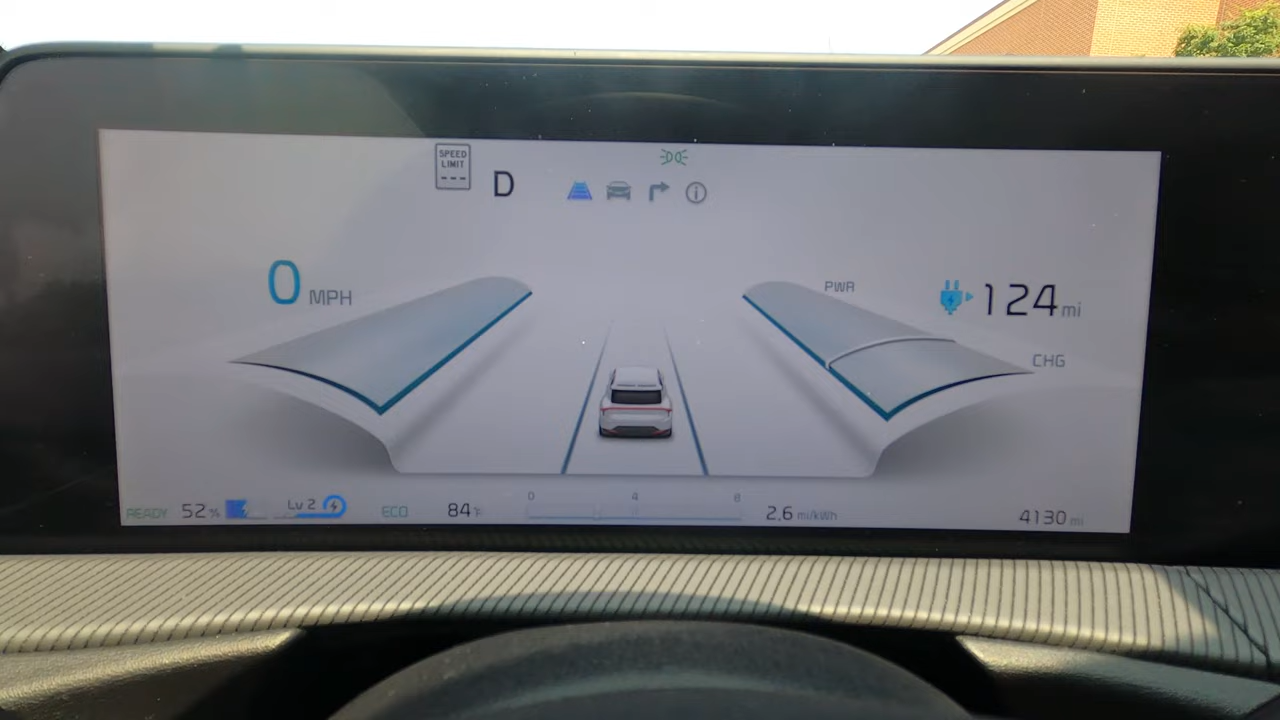 SPEED
LIMIT
---
D
0 MPH
PWR
124 mi
CHG
0 4 8
READY 52 % Lv 2 ECO 84°F 2.6 mi/kWh 4130 mi